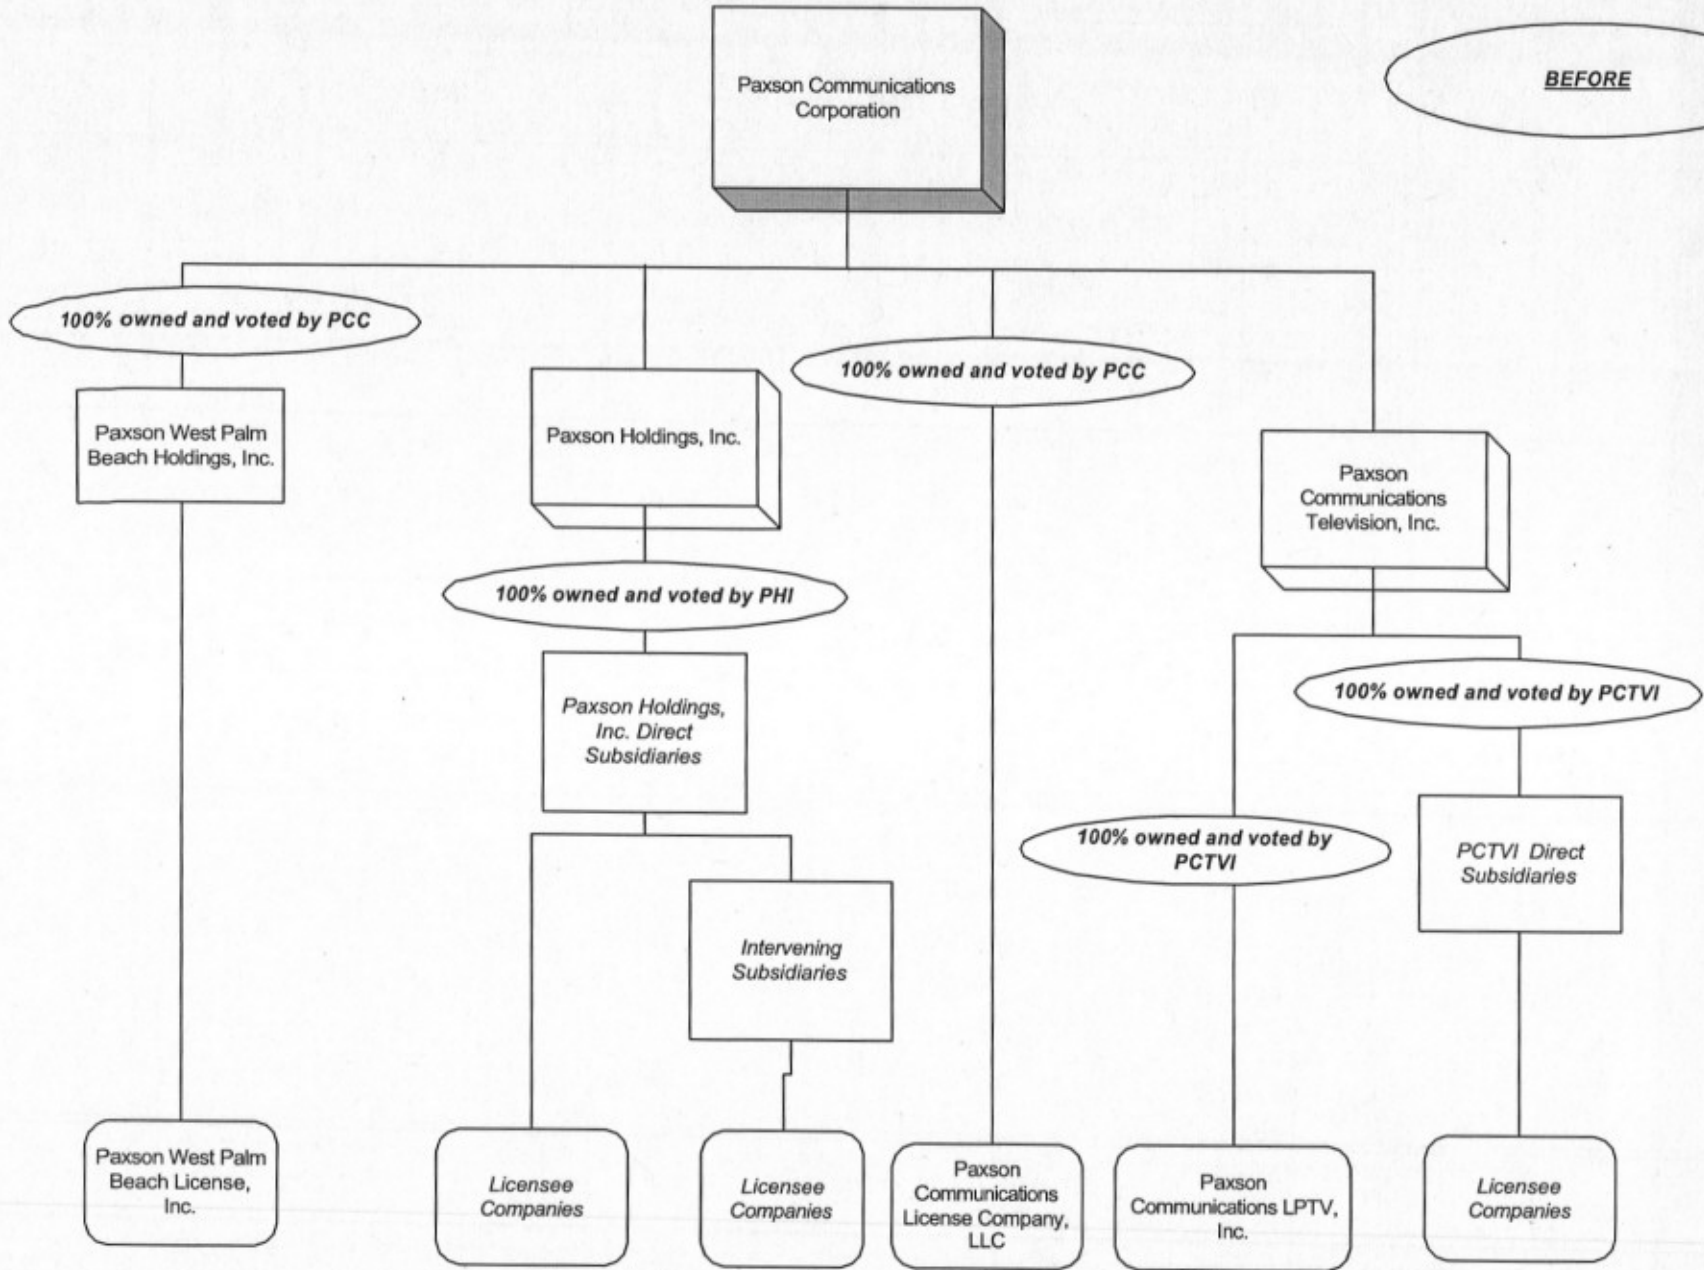 Paxson Communications
Corporation
BEFORE
100% owned and voted by PCC
100% owned and voted by PCC
Paxson West Palm
Beach Holdings, Inc.
Paxson Holdings, Inc.
Paxson
Communications
Television, Inc.
100% owned and voted by PHI
Paxson Holdings,
Inc. Direct
Subsidiaries
100% owned and voted by PCTVI
100% owned and voted by
PCTVI
PCTVI Direct
Subsidiaries
Intervening
Subsidiaries
Paxson West Palm
Beach License,
Inc.
Licensee
Companies
Licensee
Companies
Paxson
Communications
License Company,
LLC
Paxson
Communications LPTV,
Inc.
Licensee
Companies